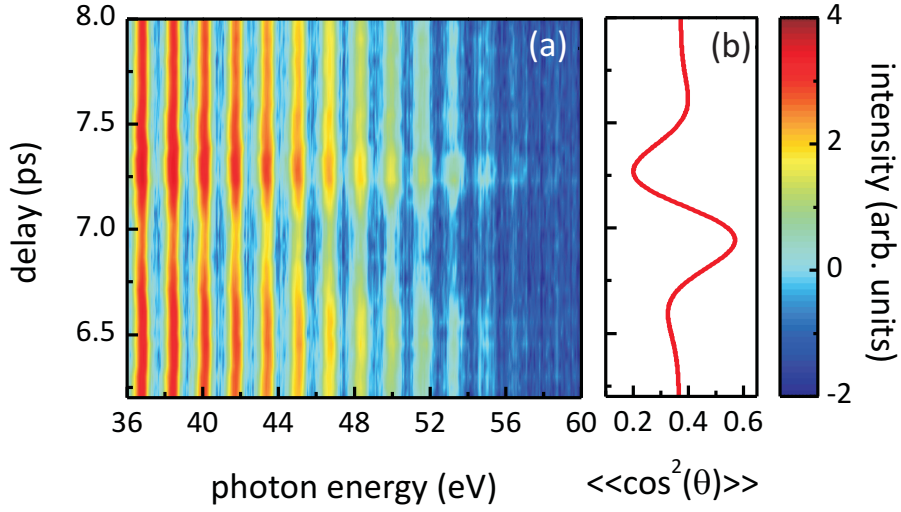 8.0
7.5
7.0
6.5
delay (ps)
(a)
36 40 44 48 52 56 60
photon energy (eV)
(b)
0.2 0.4 0.6
<<cos²(θ)>>
4
2
0
-2
intensity (arb. units)